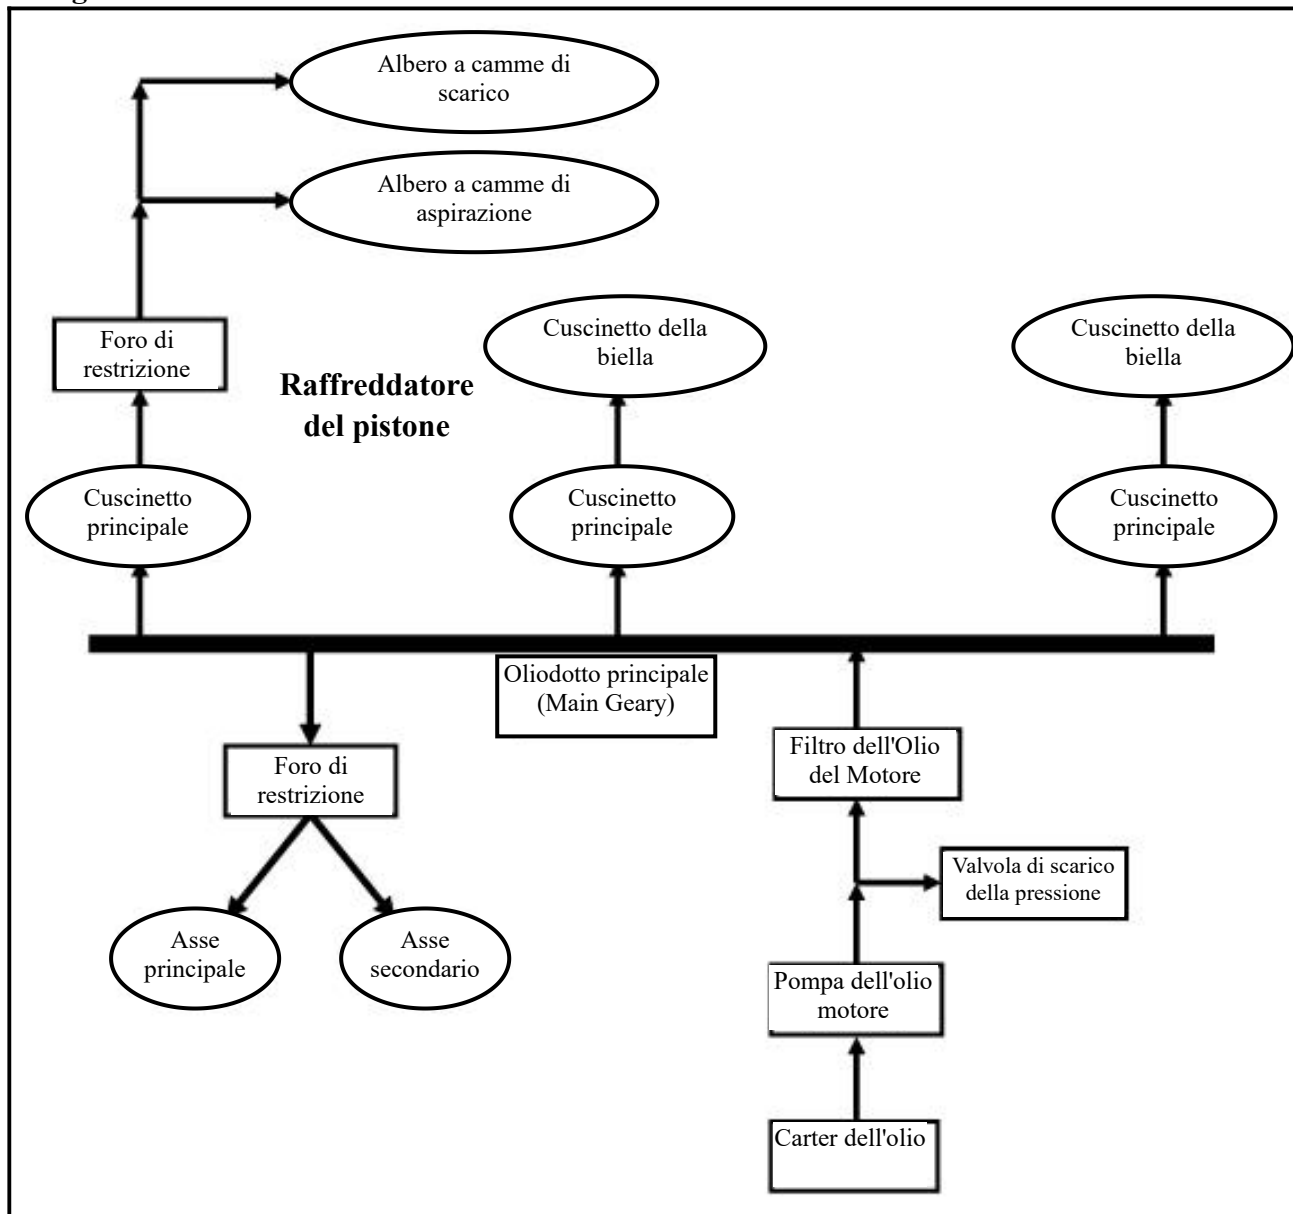 Albero a camme di
scarico
Albero a camme di
aspirazione
Foro di
restrizione
Raffreddatore
del pistone
Cuscinetto della
biella
Cuscinetto della
biella
Cuscinetto
principale
Cuscinetto
principale
Cuscinetto
principale
Oliodotto principale
(Main Geary)
Foro di
restrizione
Filtro dell'Olio
del Motore
Valvola di scarico
della pressione
Asse
principale
Asse
secondario
Pompa dell'olio
motore
Carter dell'olio